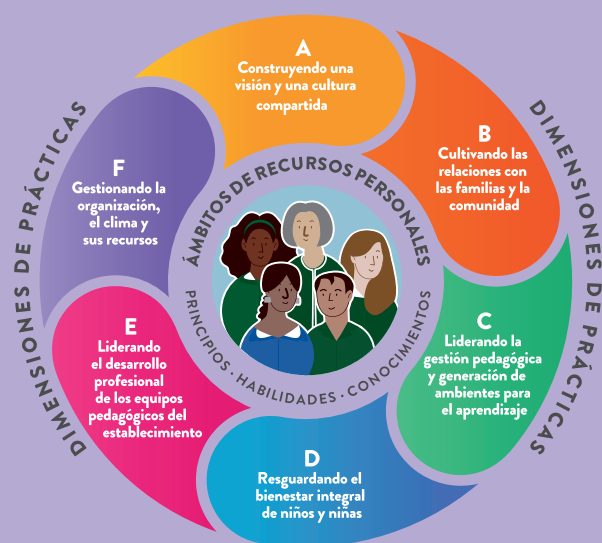 DIMENSIONES DE PRÁCTICAS
DIMENSIONES DE PRÁCTICAS
A
Construyendo una
visión y una cultura
compartida
B
Cultivando las
relaciones con
las familias y la
comunidad
C
Liderando la
gestión pedagógica
y generación de
ambientes para
el aprendizaje
D
Resguardando el
bienestar integral
de niños y niñas
E
Liderando
el desarrollo
profesional
de los equipos
pedagógicos del
establecimiento
F
Gestionando la
organización,
el clima y
sus recursos
ÁMBITOS DE RECURSOS PERSONALES
PRINCIPIOS · HABILIDADES · CONOCIMIENTOS